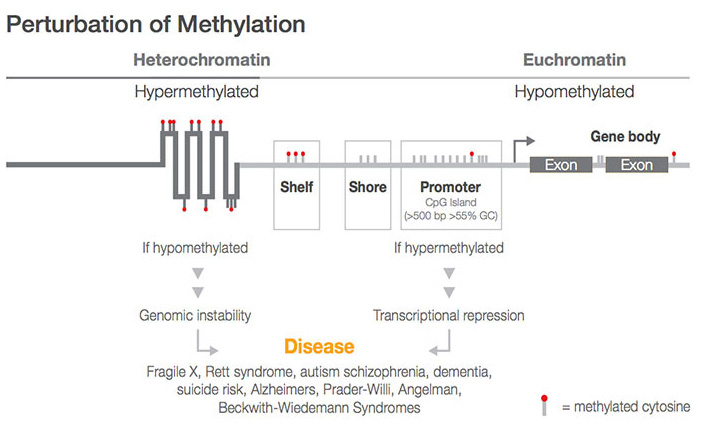 Perturbation of Methylation
Heterochromatin
Euchromatin
Hypermethylated
Hypomethylated
Gene body
Exon
Exon
Shelf
Shore
Promoter
CpG Island
(>500 bp >55% GC)
If hypomethylated
If hypermethylated
Genomic instability
Transcriptional repression
Disease
Fragile X, Rett syndrome, autism schizophrenia, dementia,
suicide risk, Alzheimers, Prader-Willi, Angelman,
Beckwith-Wiedemann Syndromes
= methylated cytosine